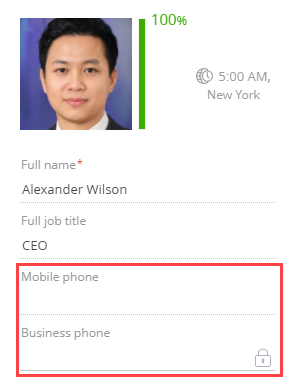 100%
5:00 AM,
New York
Full name*
Alexander Wilson
Full job title
CEO
Mobile phone
Business phone